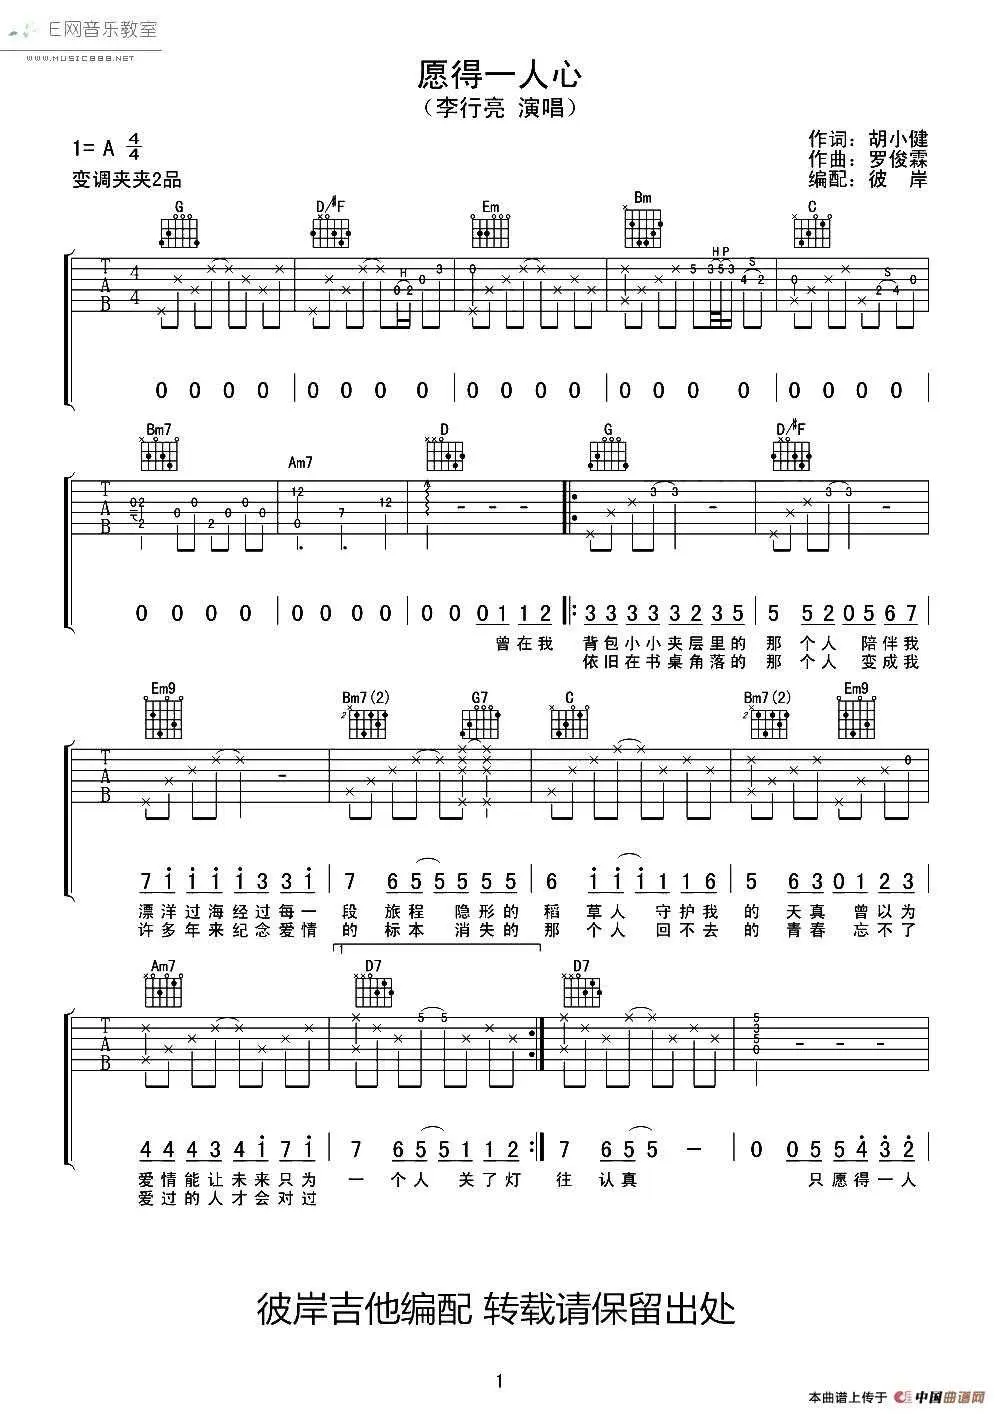 E网音乐教室
www.music888.net
愿得一人心
（李行亮 演唱）
1= A 4/4
变调夹夹2品
作词：胡小健
作曲：罗俊霖
编配：彼 岸
G D/#F Em Bm C
H HP S S
0 0 0 0 | 0 0 0 0 | 0 0 0 0 | 0 0 0 0 | 0 0 0 0
Bm7 Am7 D G D/#F
0 0 0 0 | 0 0 0 0 | 0 0 0 1 1 2 |: 3 3 3 3 3 2 3 5 | 5 5 2 0 5 6 7
曾在我 背包小小夹层里的 那 个人 陪伴我
依旧在书桌角落的 那 个人 变成我
Em9 Bm7(2) G7 C Bm7(2) Em9
7 1 1 1 1 3 3 1 | 7 6 5 5 5 5 5 | 6 1 1 1 1 1 6 | 5 6 3 0 1 2 3
漂洋过海经过每一 段 旅程 隐形的 稻 草人 守护我 的 天真 曾以为
许多年来纪念爱情 的 标本 消失的 那 个人 回不去 的 青春 忘不了
Am7 1 D7 D7
4 4 4 3 4 1 7 1 | 7 6 5 5 1 1 2 :| 7 6 5 5 – | 0 0 5 5 4 3 2
爱情能让未来只为 一 个人 关了灯 往 认真 只愿得一人
爱过的人才会对过
彼岸吉他编配 转载请保留出处
1
本曲谱上传于 中国曲谱网